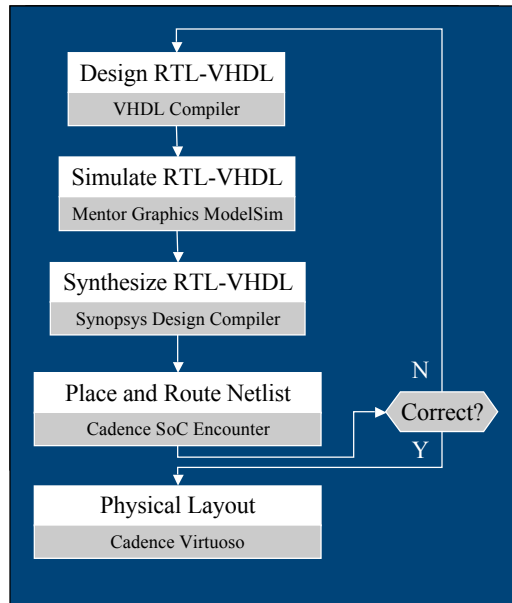 Design RTL-VHDL
VHDL Compiler
Simulate RTL-VHDL
Mentor Graphics ModelSim
Synthesize RTL-VHDL
Synopsys Design Compiler
Place and Route Netlist
Cadence SoC Encounter
N
Correct?
Y
Physical Layout
Cadence Virtuoso